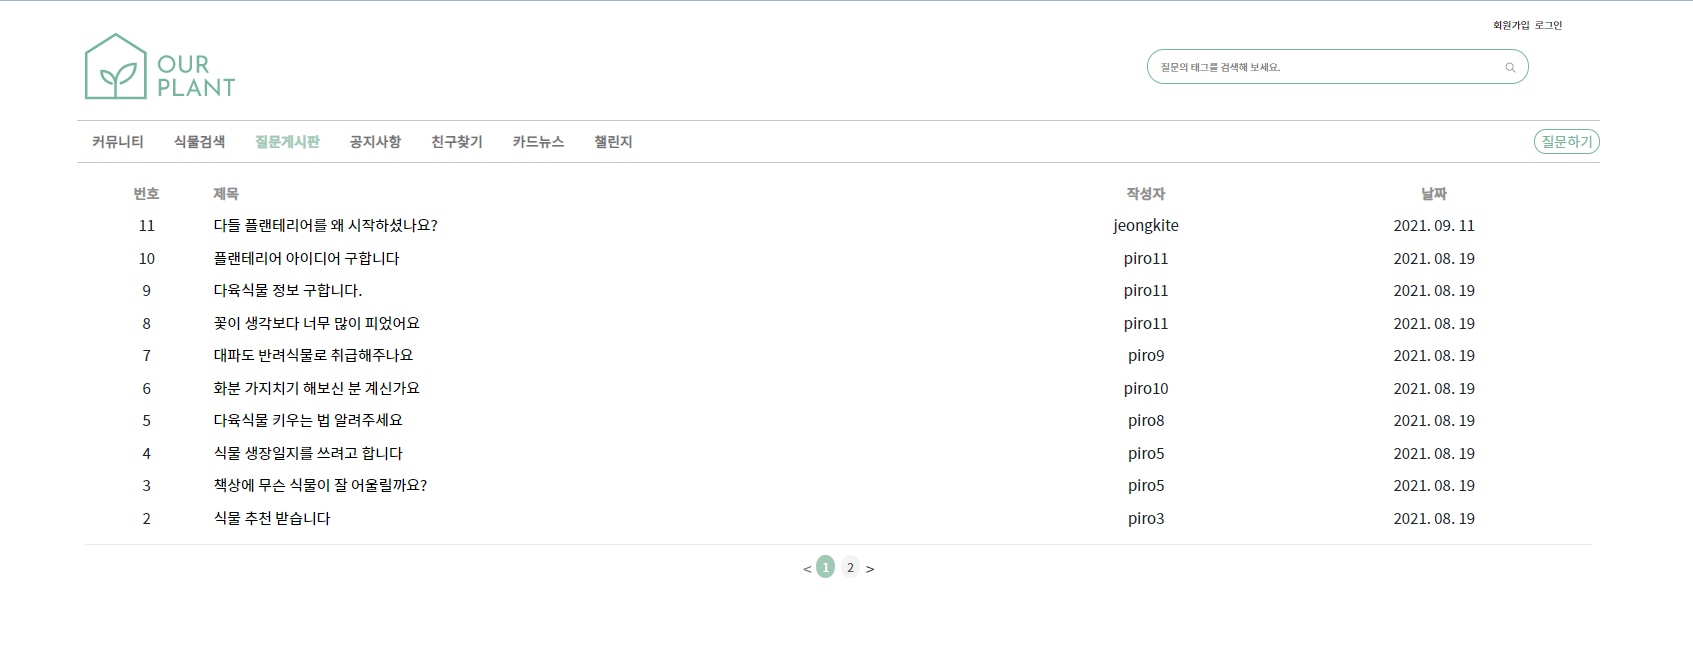 회원가입 로그인
OUR
PLANT
질문의 태그를 검색해 보세요.
커뮤니티 식물검색 질문게시판 공지사항 친구찾기 카드뉴스 챌린지 질문하기
번호 제목 작성자 날짜
11 다들 플랜테리어를 왜 시작하셨나요? jeongkite 2021. 09. 11
10 플랜테리어 아이디어 구합니다 piro11 2021. 08. 19
9 다육식물 정보 구합니다. piro11 2021. 08. 19
8 꽃이 생각보다 너무 많이 피었어요 piro11 2021. 08. 19
7 대파도 반려식물로 취급해주나요 piro9 2021. 08. 19
6 화분 가지치기 해보신 분 계신가요 piro10 2021. 08. 19
5 다육식물 키우는 법 알려주세요 piro8 2021. 08. 19
4 식물 생장일지를 쓰려고 합니다 piro5 2021. 08. 19
3 책상에 무슨 식물이 잘 어울릴까요? piro5 2021. 08. 19
2 식물 추천 받습니다 piro3 2021. 08. 19
< 1 2 >